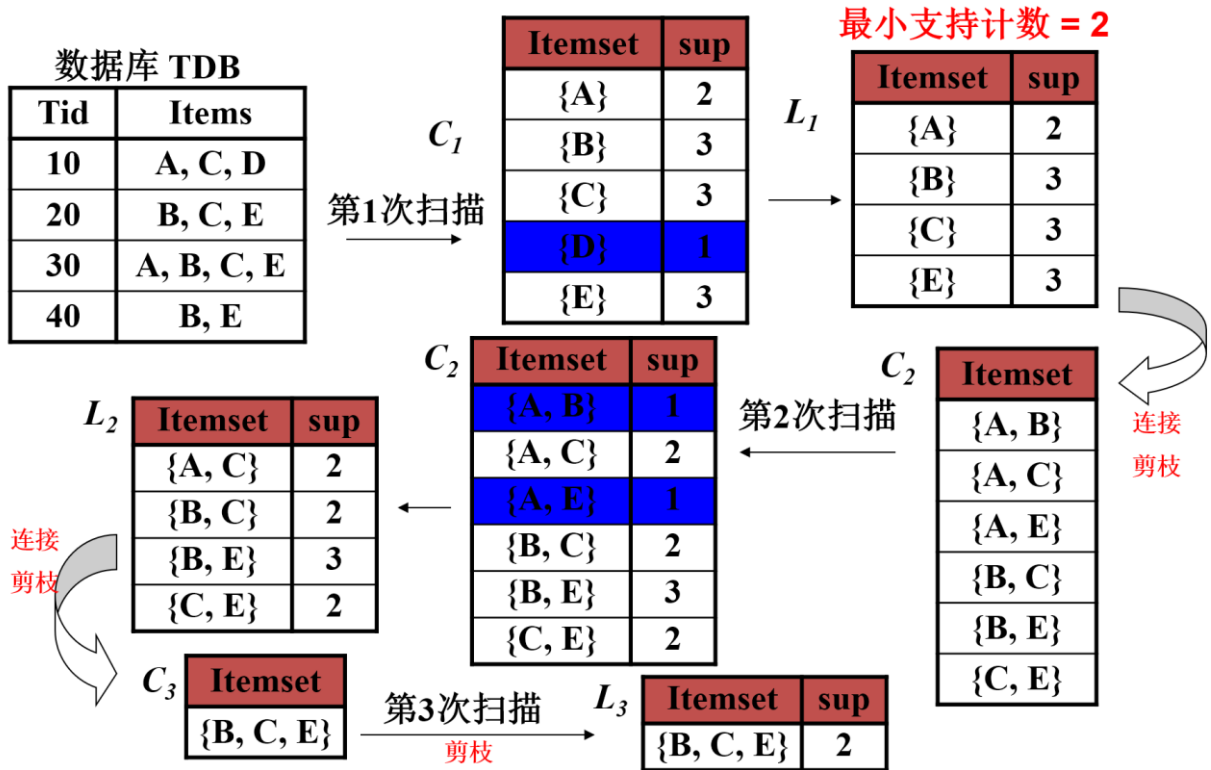 最小支持计数 = 2
数据库 TDB
Tid Items
10 A, C, D
20 B, C, E
30 A, B, C, E
40 B, E
第1次扫描
C1
Itemset sup
{A} 2
{B} 3
{C} 3
{D} 1
{E} 3
L1
Itemset sup
{A} 2
{B} 3
{C} 3
{E} 3
连接
剪枝
C2
Itemset
{A, B}
{A, C}
{A, E}
{B, C}
{B, E}
{C, E}
第2次扫描
C2
Itemset sup
{A, B} 1
{A, C} 2
{A, E} 1
{B, C} 2
{B, E} 3
{C, E} 2
L2
Itemset sup
{A, C} 2
{B, C} 2
{B, E} 3
{C, E} 2
连接
剪枝
C3
Itemset
{B, C, E}
第3次扫描
剪枝
L3
Itemset sup
{B, C, E} 2